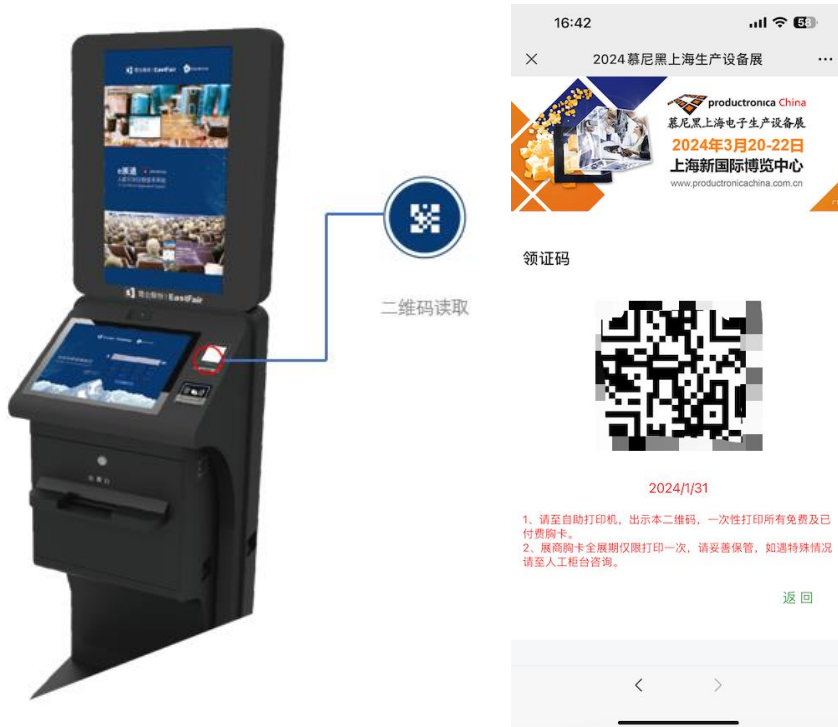 EastFair
EastFair
二维码读取
16:42
53
2024慕尼黑上海生产设备展
productronica China
慕尼黑上海电子生产设备展
2024年3月20-22日
上海新国际博览中心
www.productronicachina.com.cn
领证码
2024/1/31
1、请至自助打印机，出示本二维码，一次性打印所有免费及已
付费胸卡。
2、展商胸卡全展期仅限打印一次，请妥善保管，如遇特殊情况
请至人工柜台咨询。
返 回